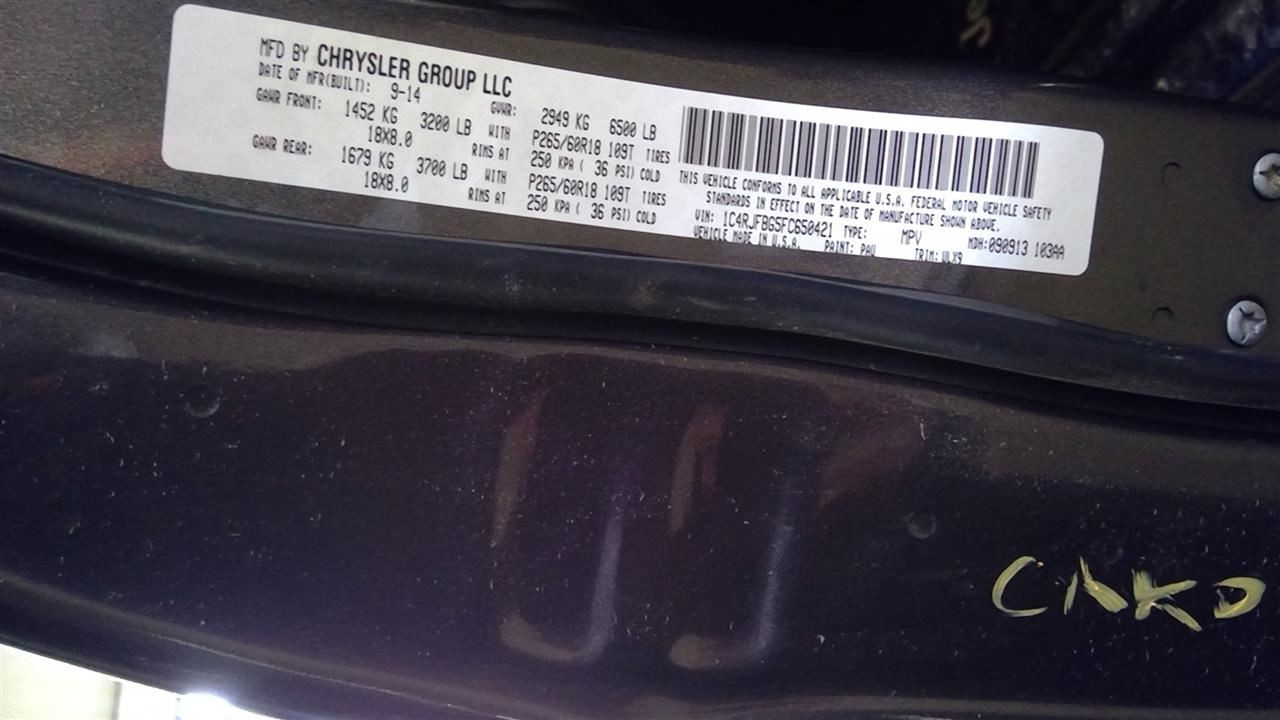 MFD BY CHRYSLER GROUP LLC
DATE OF MFR(BUILT): 9-14 GVWR: 2949 KG 6500 LB
GAWR FRONT: 1452 KG 3200 LB WITH P265/60R18 109T TIRES
18X8.0 RIMS AT 250 KPA ( 36 PSI) COLD
GAWR REAR: 1679 KG 3700 LB WITH P265/60R18 109T TIRES
18X8.0 RIMS AT 250 KPA ( 36 PSI) COLD
THIS VEHICLE CONFORMS TO ALL APPLICABLE U.S.A. FEDERAL MOTOR VEHICLE SAFETY
STANDARDS IN EFFECT ON THE DATE OF MANUFACTURE SHOWN ABOVE.
VIN: 1C4RJFBG5FC650421 TYPE: MPV MDH:090913 103AA
VEHICLE MADE IN U.S.A. PAINT: PAU TRIM: VLX9